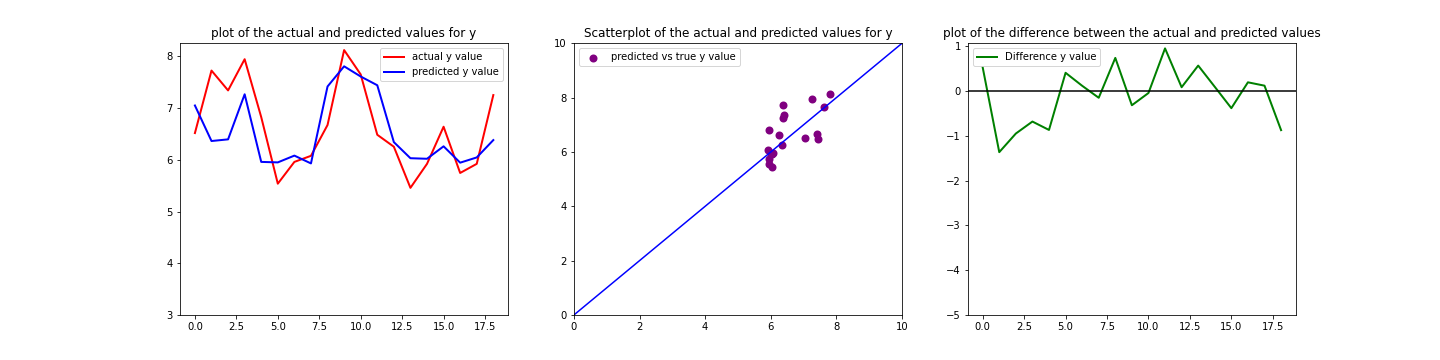 plot of the actual and predicted values for y
actual y value
predicted y value
8
7
6
5
4
3
0.0 2.5 5.0 7.5 10.0 12.5 15.0 17.5
Scatterplot of the actual and predicted values for y
predicted vs true y value
10
8
6
4
2
0
0 2 4 6 8 10
plot of the difference between the actual and predicted values
Difference y value
1
0
−1
−2
−3
−4
−5
0.0 2.5 5.0 7.5 10.0 12.5 15.0 17.5